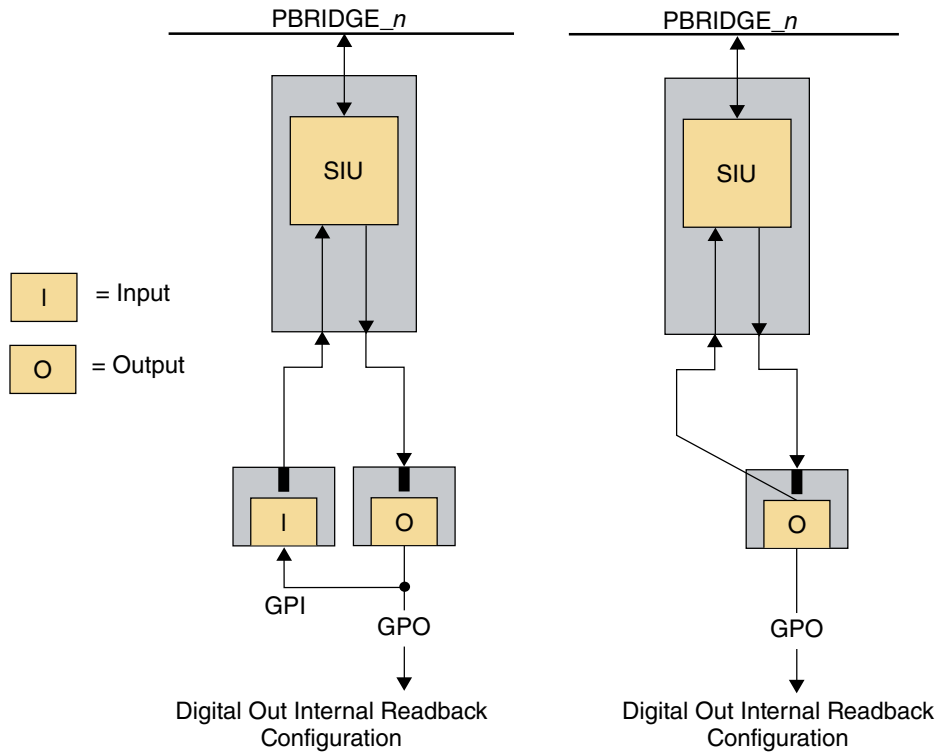 PBRIDGE_n
PBRIDGE_n
SIU
SIU
I = Input
O = Output
I
O
O
GPI
GPO
GPO
Digital Out Internal Readback
Configuration
Digital Out Internal Readback
Configuration